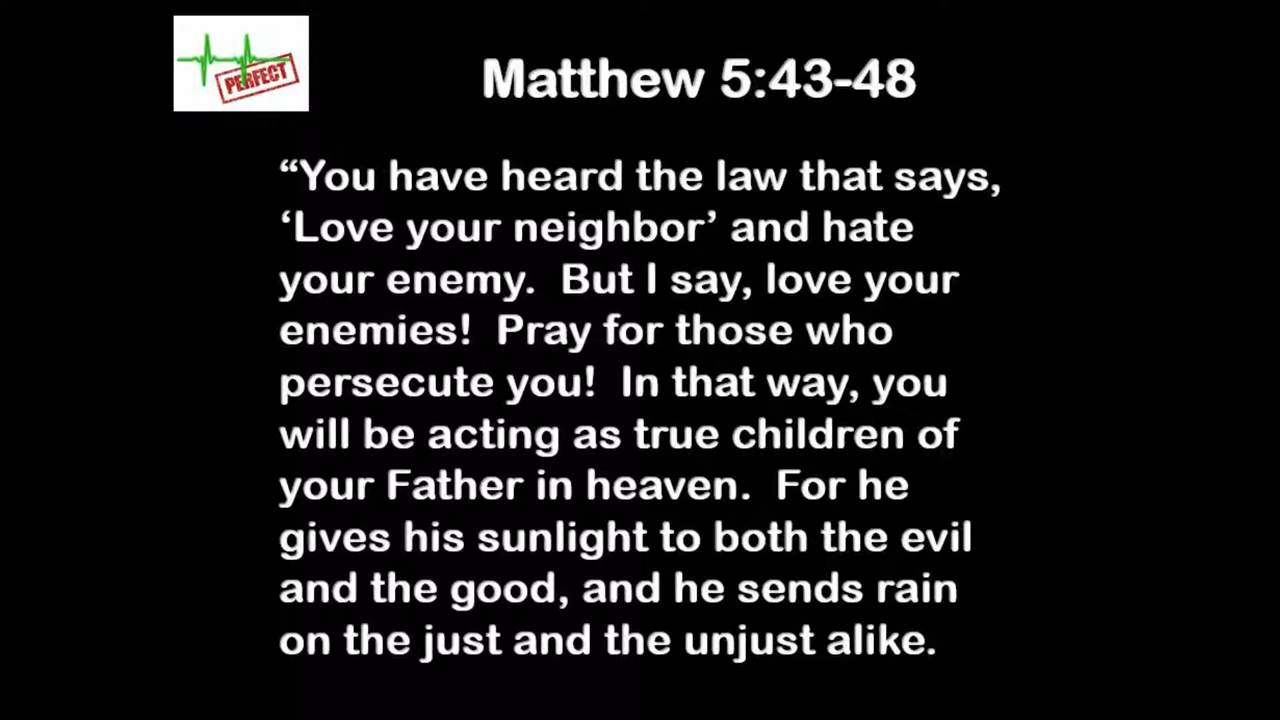 PERFECT
Matthew 5:43-48
“You have heard the law that says,
‘Love your neighbor’ and hate
your enemy.  But I say, love your
enemies!  Pray for those who
persecute you!  In that way, you
will be acting as true children of
your Father in heaven.  For he
gives his sunlight to both the evil
and the good, and he sends rain
on the just and the unjust alike.